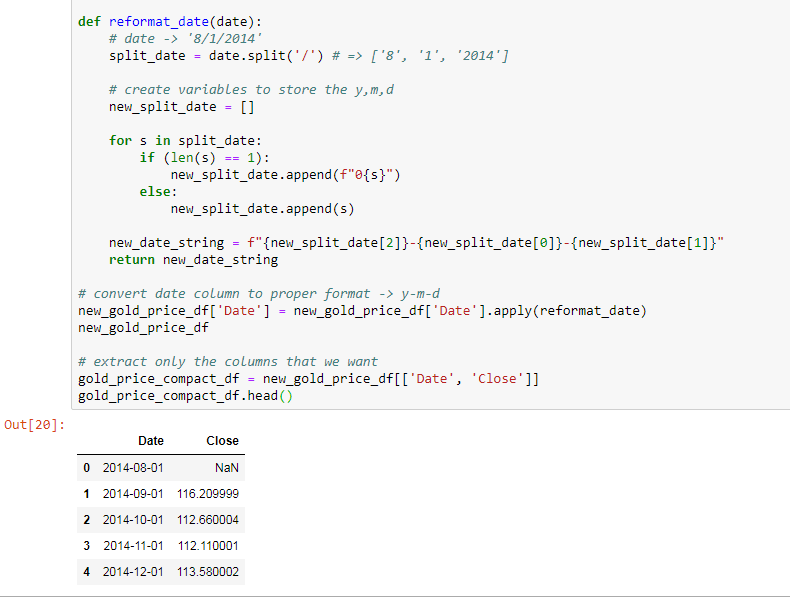 def reformat_date(date):
    # date -> '8/1/2014'
    split_date = date.split('/') # => ['8', '1', '2014']

    # create variables to store the y,m,d
    new_split_date = []

    for s in split_date:
        if (len(s) == 1):
            new_split_date.append(f"0{s}")
        else:
            new_split_date.append(s)

    new_date_string = f"{new_split_date[2]}-{new_split_date[0]}-{new_split_date[1]}"
    return new_date_string

# convert date column to proper format -> y-m-d
new_gold_price_df['Date'] = new_gold_price_df['Date'].apply(reformat_date)
new_gold_price_df

# extract only the columns that we want
gold_price_compact_df = new_gold_price_df[['Date', 'Close']]
gold_price_compact_df.head()
Out[20]:
Date Close
0 2014-08-01 NaN
1 2014-09-01 116.209999
2 2014-10-01 112.660004
3 2014-11-01 112.110001
4 2014-12-01 113.580002